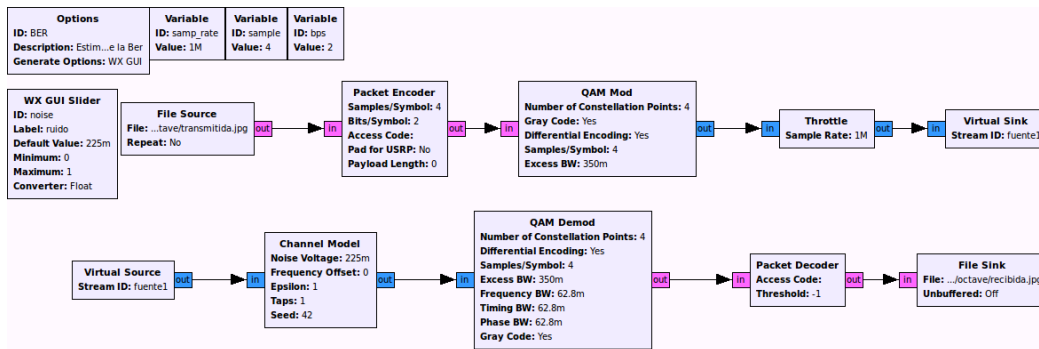 Options
ID: BER
Description: Estim...e la Ber
Generate Options: WX GUI
Variable
ID: samp_rate
Value: 1M
Variable
ID: sample
Value: 4
Variable
ID: bps
Value: 2
WX GUI Slider
ID: noise
Label: ruido
Default Value: 225m
Minimum: 0
Maximum: 1
Converter: Float
File Source
File: ...tave/transmitida.jpg
Repeat: No
out
in
Packet Encoder
Samples/Symbol: 4
Bits/Symbol: 2
Access Code:
Pad for USRP: No
Payload Length: 0
out
in
QAM Mod
Number of Constellation Points: 4
Gray Code: Yes
Differential Encoding: Yes
Samples/Symbol: 4
Excess BW: 350m
out
in
Throttle
Sample Rate: 1M
out
in
Virtual Sink
Stream ID: fuente1
Virtual Source
Stream ID: fuente1
out
in
Channel Model
Noise Voltage: 225m
Frequency Offset: 0
Epsilon: 1
Taps: 1
Seed: 42
out
in
QAM Demod
Number of Constellation Points: 4
Differential Encoding: Yes
Samples/Symbol: 4
Excess BW: 350m
Frequency BW: 62.8m
Timing BW: 62.8m
Phase BW: 62.8m
Gray Code: Yes
out
in
Packet Decoder
Access Code:
Threshold: -1
out
in
File Sink
File: .../octave/recibida.jpg
Unbuffered: Off